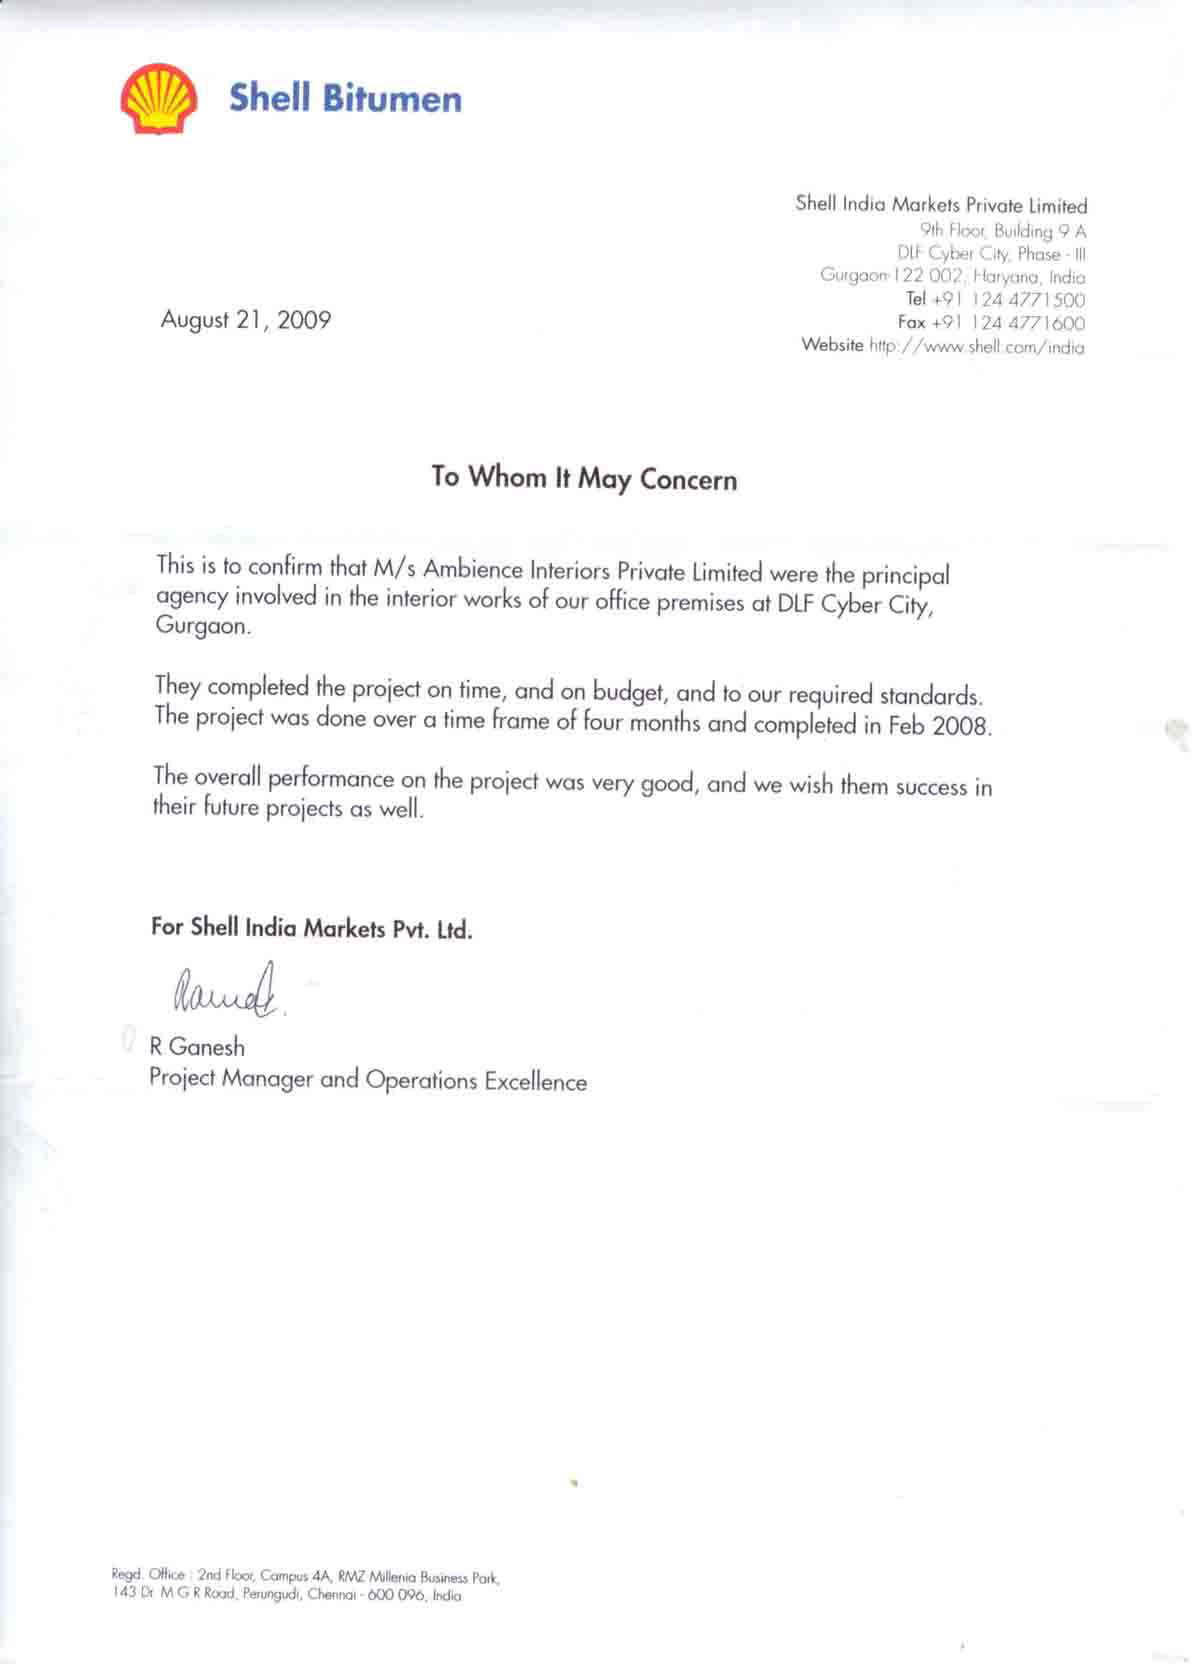 Shell Bitumen
Shell India Markets Private Limited
9th Floor, Building 9 A
DLF Cyber City, Phase - III
Gurgaon-122 002, Haryana, India
Tel +91 124 4771500
Fax +91 124 4771600
Website http://www.shell.com/india
August 21, 2009
To Whom It May Concern
This is to confirm that M/s Ambience Interiors Private Limited were the principal
agency involved in the interior works of our office premises at DLF Cyber City,
Gurgaon.
They completed the project on time, and on budget, and to our required standards.
The project was done over a time frame of four months and completed in Feb 2008.
The overall performance on the project was very good, and we wish them success in
their future projects as well.
For Shell India Markets Pvt. Ltd.
R Ganesh
Project Manager and Operations Excellence
Regd. Office : 2nd Floor, Campus 4A, RMZ Millenia Business Park,
143 Dr. M G R Road, Perungudi, Chennai - 600 096, India